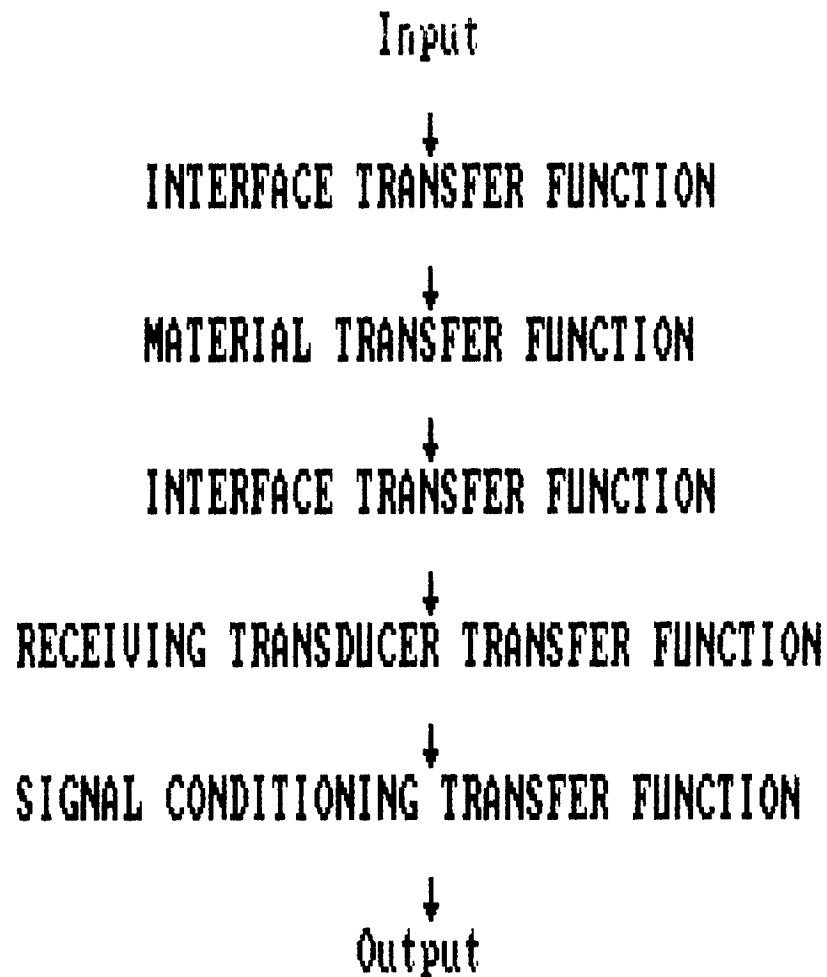 Input
INTERFACE TRANSFER FUNCTION
MATERIAL TRANSFER FUNCTION
INTERFACE TRANSFER FUNCTION
RECEIVING TRANSDUCER TRANSFER FUNCTION
SIGNAL CONDITIONING TRANSFER FUNCTION
Output